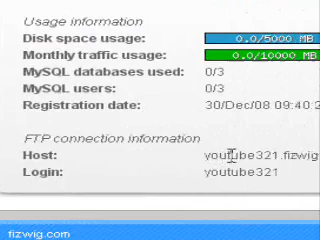 Usage information
Disk space usage: 0.0/5000 MB
Monthly traffic usage: 0.0/10000 MB
MySQL databases used: 0/3
MySQL users: 0/3
Registration date: 30/Dec/08 09:40:2
FTP connection information
Host: youtube321.fizwig
Login: youtube321
fizwig.com